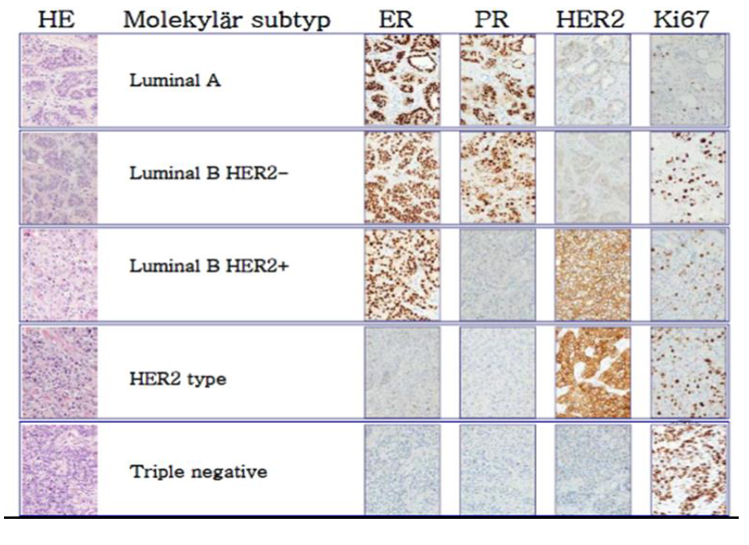 HE Molekylär subtyp ER PR HER2 Ki67
Luminal A
Luminal B HER2−
Luminal B HER2+
HER2 type
Triple negative